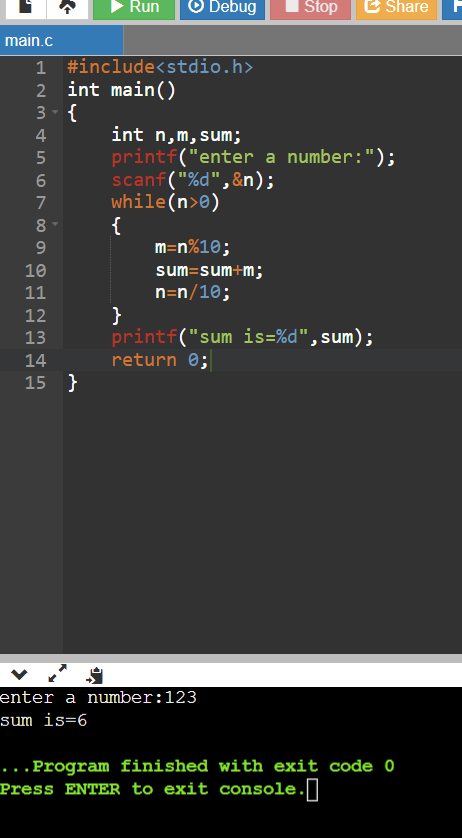 Run Debug Stop Share H
main.c
1 #include<stdio.h>
2 int main()
3 {
4 int n,m,sum;
5 printf("enter a number:");
6 scanf("%d",&n);
7 while(n>0)
8 {
9 m=n%10;
10 sum=sum+m;
11 n=n/10;
12 }
13 printf("sum is=%d",sum);
14 return 0;
15 }
enter a number:123
sum is=6
...Program finished with exit code 0
Press ENTER to exit console.